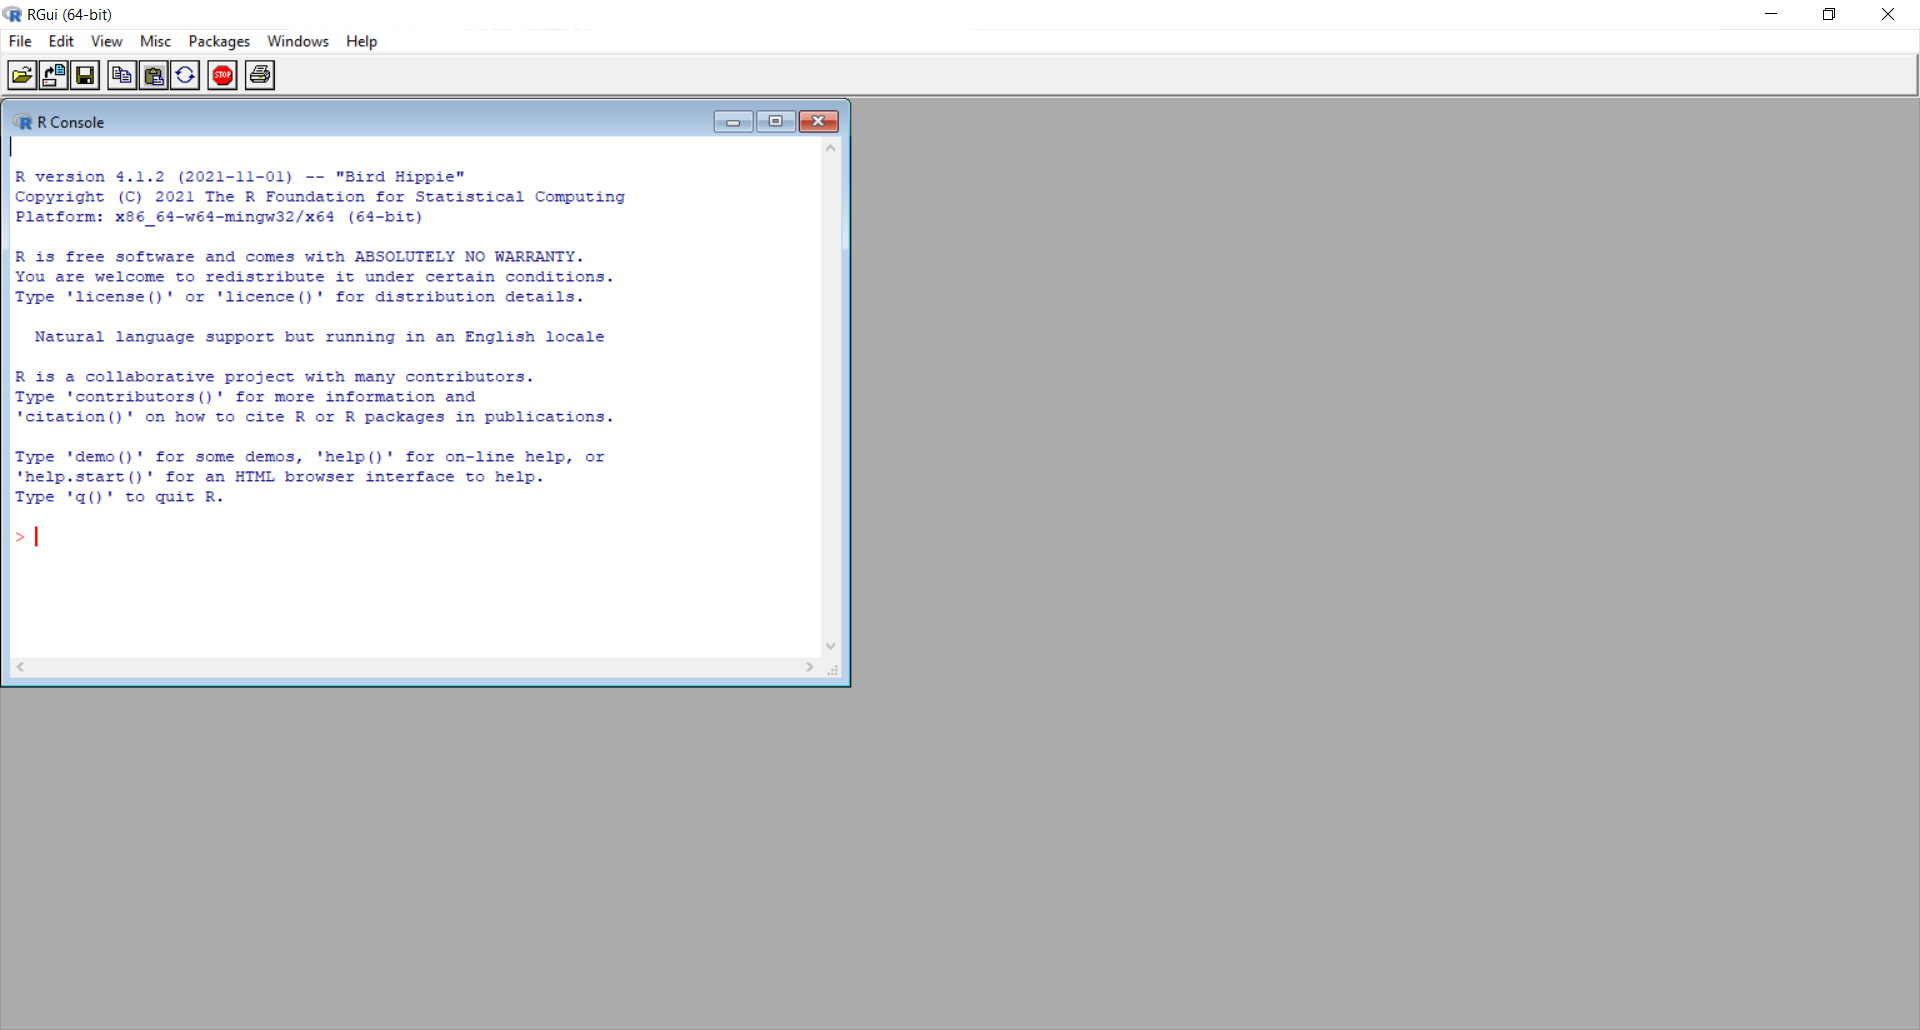 RGui (64-bit)
File Edit View Misc Packages Windows Help
STOP
R Console
R version 4.1.2 (2021-11-01) -- "Bird Hippie"
Copyright (C) 2021 The R Foundation for Statistical Computing
Platform: x86_64-w64-mingw32/x64 (64-bit)
R is free software and comes with ABSOLUTELY NO WARRANTY.
You are welcome to redistribute it under certain conditions.
Type 'license()' or 'licence()' for distribution details.
Natural language support but running in an English locale
R is a collaborative project with many contributors.
Type 'contributors()' for more information and
'citation()' on how to cite R or R packages in publications.
Type 'demo()' for some demos, 'help()' for on-line help, or
'help.start()' for an HTML browser interface to help.
Type 'q()' to quit R.
>